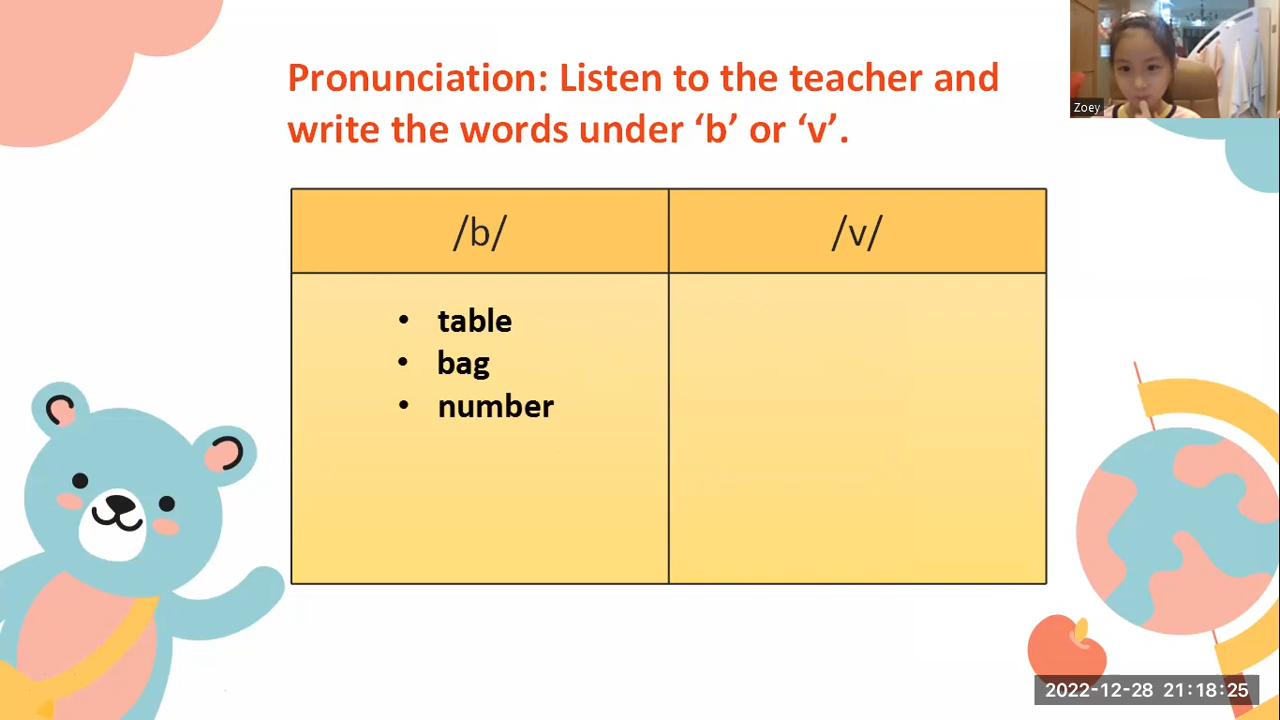 Pronunciation: Listen to the teacher and
write the words under ‘b’ or ‘v’.
Zoey
/b/
/v/
• table
• bag
• number
2022-12-28 21:18:25